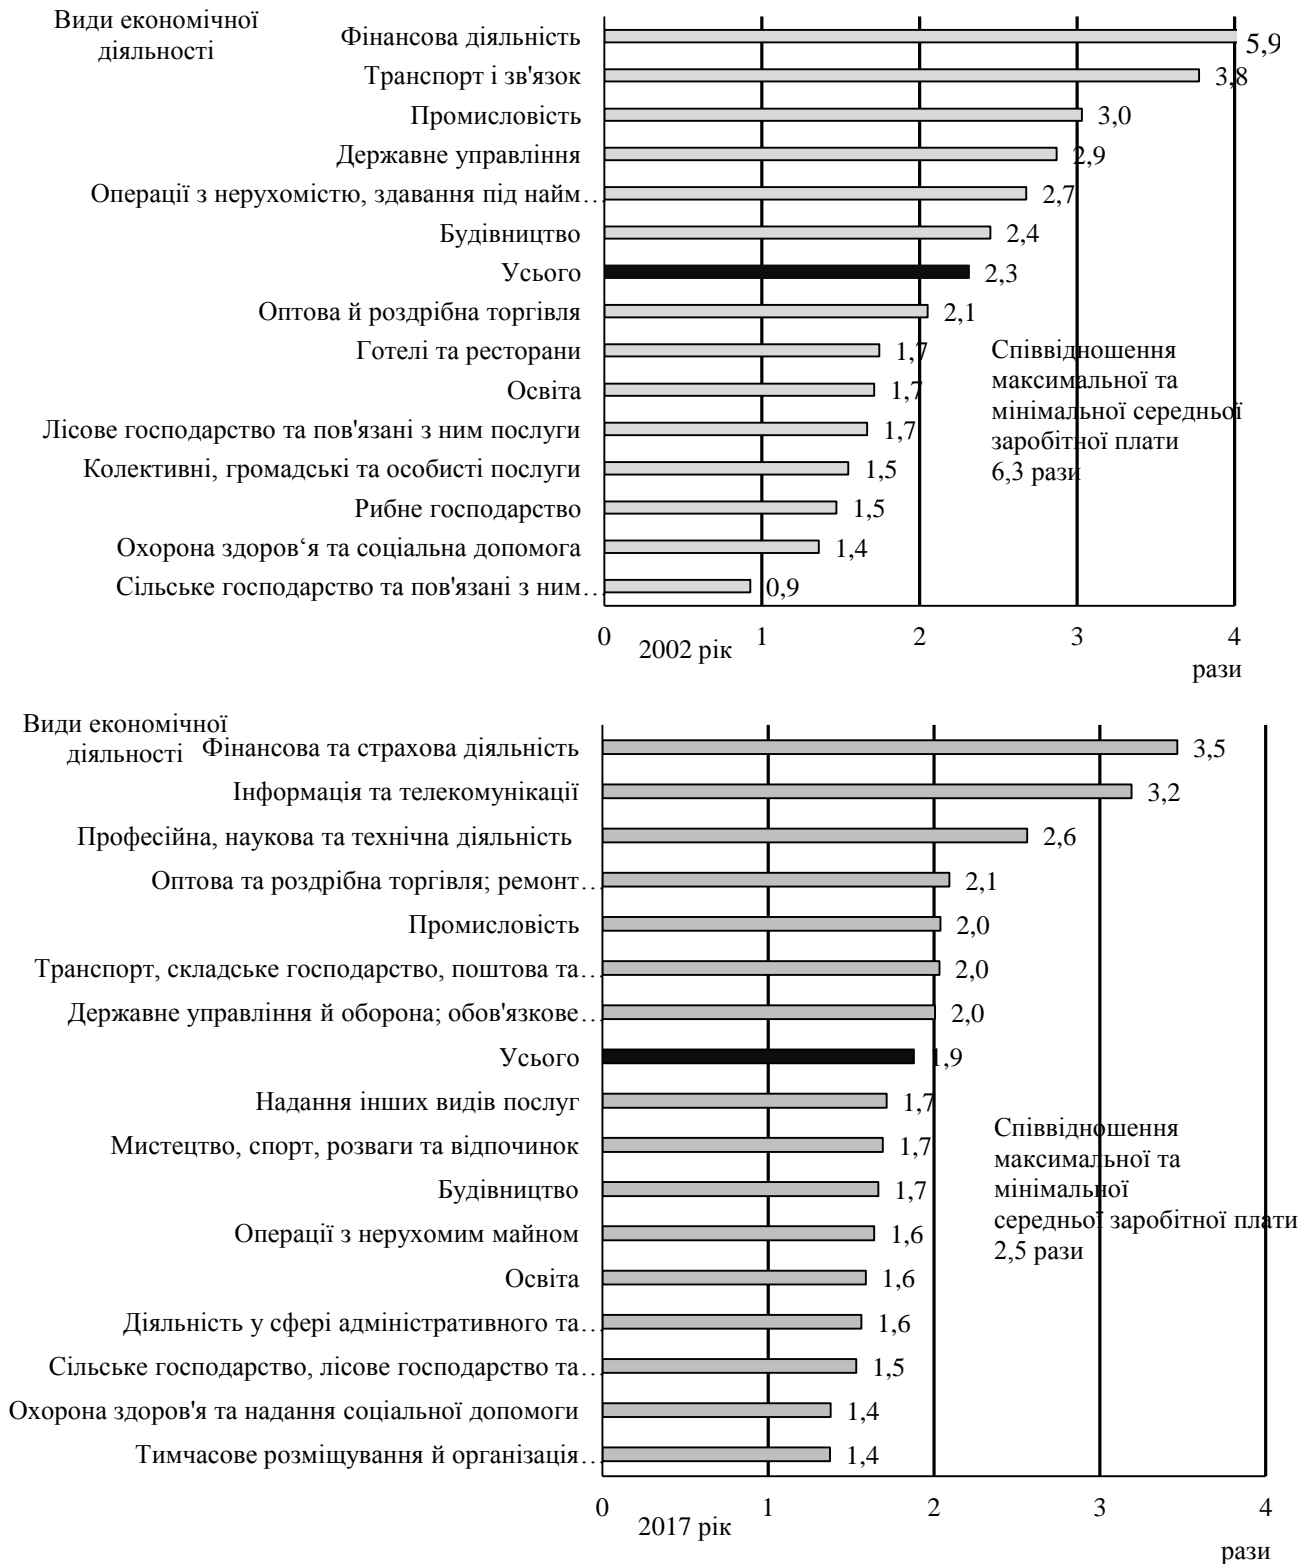 Види економічної
діяльності
Фінансова діяльність 5,9
Транспорт і зв'язок 3,8
Промисловість 3,0
Державне управління 2,9
Операції з нерухомістю, здавання під найм… 2,7
Будівництво 2,4
Усього 2,3
Оптова й роздрібна торгівля 2,1
Готелі та ресторани 1,7
Освіта 1,7
Лісове господарство та пов'язані з ним послуги 1,7
Колективні, громадські та особисті послуги 1,5
Рибне господарство 1,5
Охорона здоров‘я та соціальна допомога 1,4
Сільське господарство та пов'язані з ним… 0,9
Співвідношення
максимальної та
мінімальної середньої
заробітної плати
6,3 рази
0 1 2 3 4
2002 рік
рази
Види економічної
діяльності
Фінансова та страхова діяльність 3,5
Інформація та телекомунікації 3,2
Професійна, наукова та технічна діяльність 2,6
Оптова та роздрібна торгівля; ремонт… 2,1
Промисловість 2,0
Транспорт, складське господарство, поштова та… 2,0
Державне управління й оборона; обов'язкове… 2,0
Усього 1,9
Надання інших видів послуг 1,7
Мистецтво, спорт, розваги та відпочинок 1,7
Будівництво 1,7
Операції з нерухомим майном 1,6
Освіта 1,6
Діяльність у сфері адміністративного та… 1,6
Сільське господарство, лісове господарство та… 1,5
Охорона здоров'я та надання соціальної допомоги 1,4
Тимчасове розміщування й організація… 1,4
Співвідношення
максимальної та
мінімальної
середньої заробітної плати
2,5 рази
0 1 2 3 4
2017 рік
рази